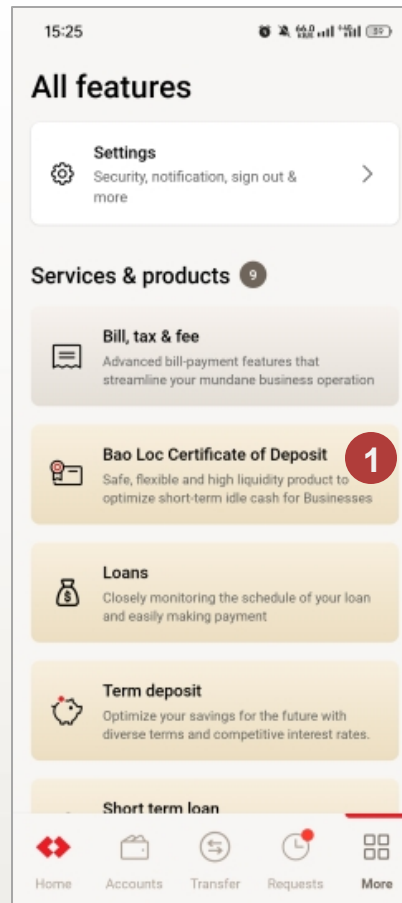 15:25
All features
Settings
Security, notification, sign out &
more
Services & products 9
Bill, tax & fee
Advanced bill-payment features that
streamline your mundane business operation
Bao Loc Certificate of Deposit
1
Safe, flexible and high liquidity product to
optimize short-term idle cash for Businesses
Loans
Closely monitoring the schedule of your loan
and easily making payment
Term deposit
Optimize your savings for the future with
diverse terms and competitive interest rates.
Short term loan
Home Accounts Transfer Requests More